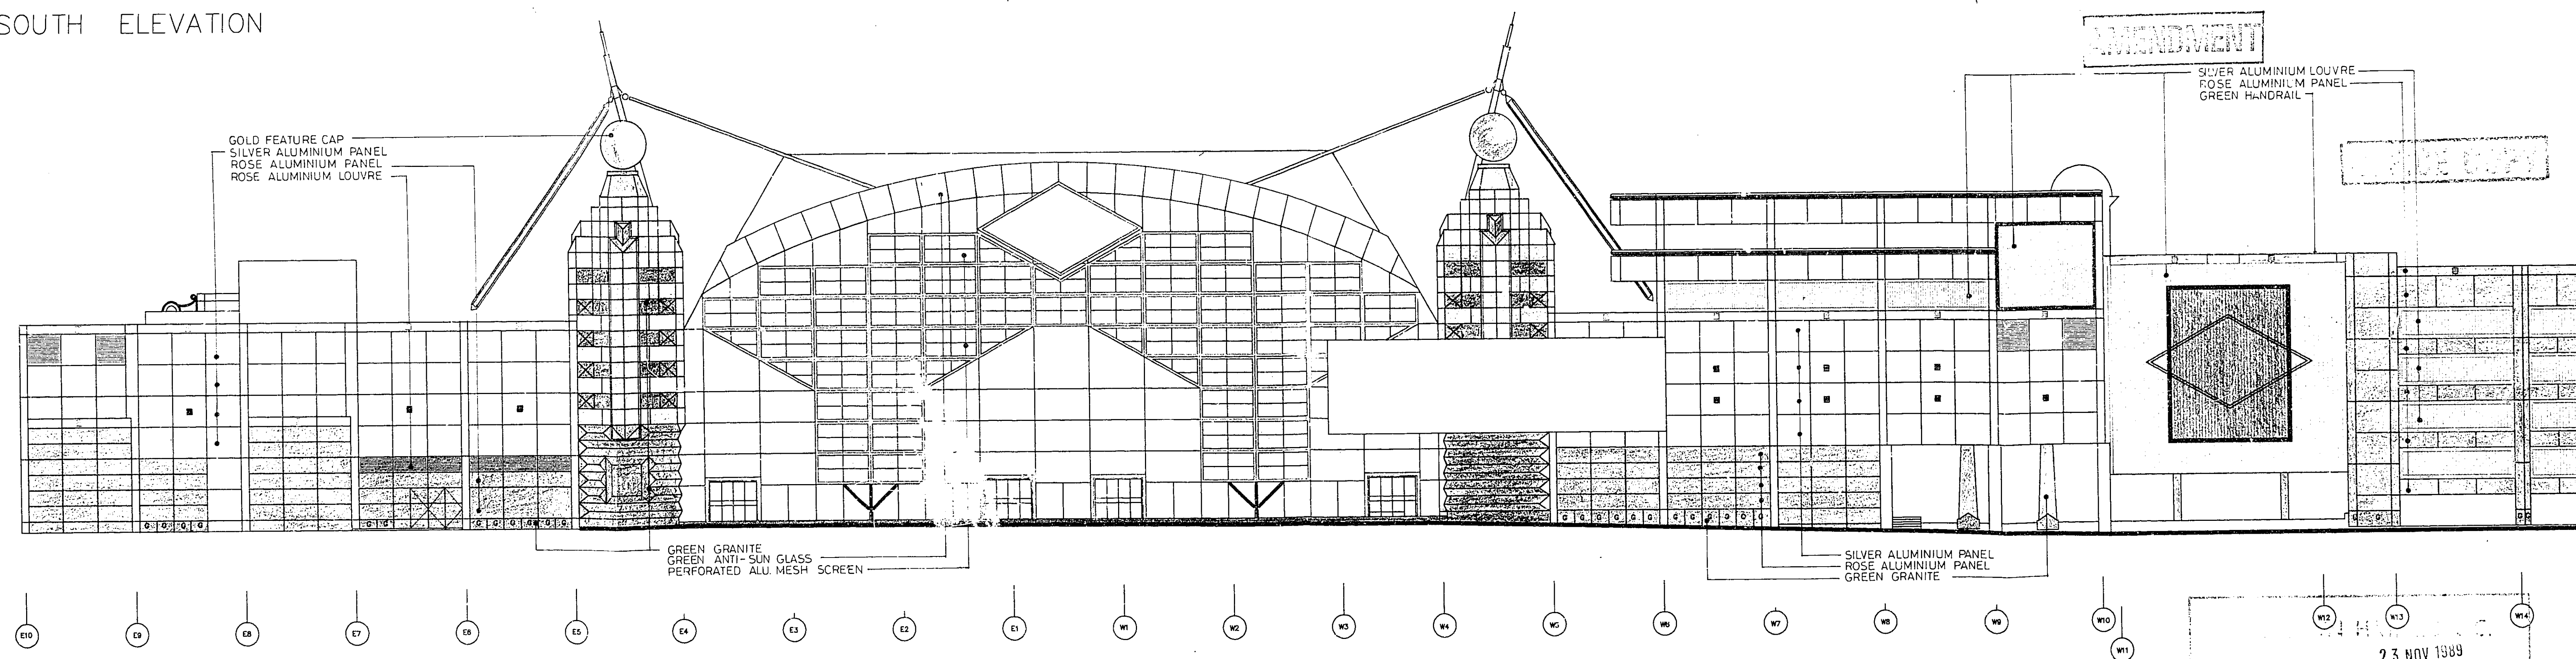 SOUTH ELEVATION
AMENDMENT
SILVER ALUMINIUM LOUVRE
ROSE ALUMINIUM PANEL
GREEN HANDRAIL
GOLD FEATURE CAP
SILVER ALUMINIUM PANEL
ROSE ALUMINIUM PANEL
ROSE ALUMINIUM LOUVRE
COPY
G G G G
G G
G G G G G G
G G G G G G G G G G G G
G G
G G
GREEN GRANITE
GREEN ANTI-SUN GLASS
PERFORATED ALU. MESH SCREEN
SILVER ALUMINIUM PANEL
ROSE ALUMINIUM PANEL
GREEN GRANITE
E10 E9 E8 E7 E6 E5 E4 E3 E2 E1 W1 W2 W3 W4 W5 W6 W7 W8 W9 W10 W11 W12 W13 W14
23 NOV 1989